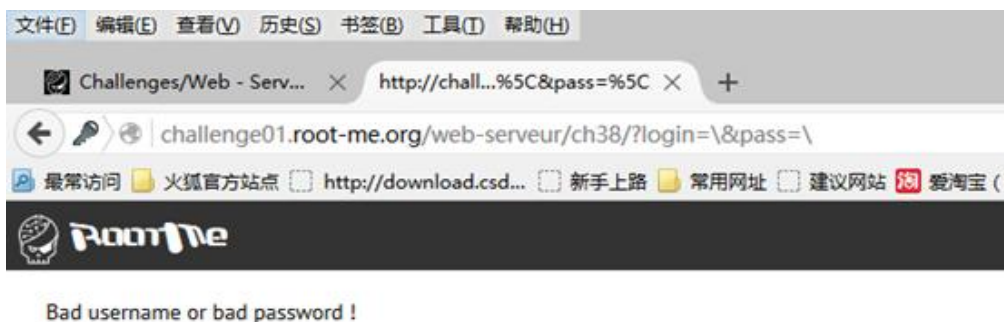 文件(F) 编辑(E) 查看(V) 历史(S) 书签(B) 工具(T) 帮助(H)
Challenges/Web - Serv... × http://chall...%5C&pass=%5C × +
challenge01.root-me.org/web-serveur/ch38/?login=\&pass=\
最常访问 火狐官方站点 http://download.csd... 新手上路 常用网址 建议网站 淘 爱淘宝 (
Root Me
Bad username or bad password !